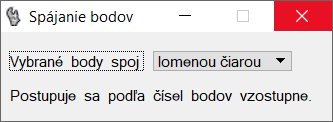 Spájanie bodov
Vybrané body spoj lomenou čiarou
Postupuje sa podľa čísel bodov vzostupne.